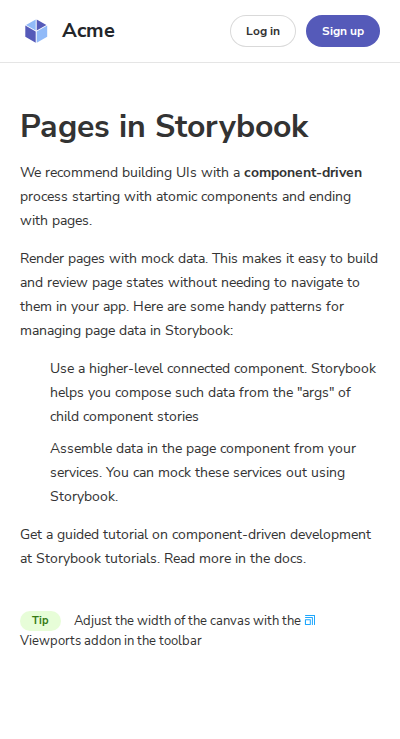 Acme
Log in
Sign up
Pages in Storybook
We recommend building UIs with a component-driven
process starting with atomic components and ending
with pages.
Render pages with mock data. This makes it easy to build
and review page states without needing to navigate to
them in your app. Here are some handy patterns for
managing page data in Storybook:
Use a higher-level connected component. Storybook
helps you compose such data from the "args" of
child component stories
Assemble data in the page component from your
services. You can mock these services out using
Storybook.
Get a guided tutorial on component-driven development
at Storybook tutorials. Read more in the docs.
Tip Adjust the width of the canvas with the
Viewports addon in the toolbar